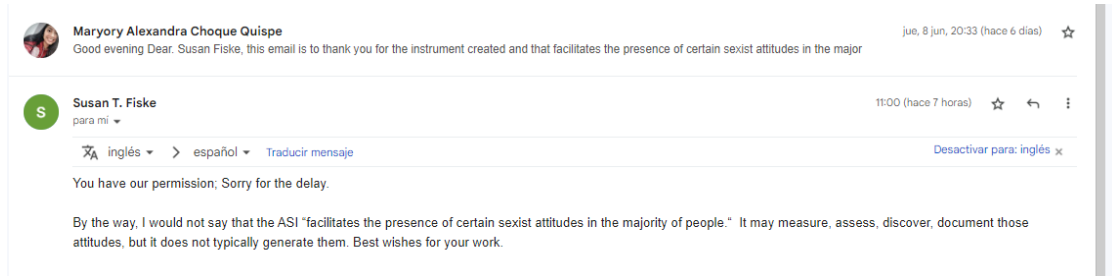 Maryory Alexandra Choque Quispe
jue, 8 jun, 20:33 (hace 6 días)
Good evening Dear. Susan Fiske, this email is to thank you for the instrument created and that facilitates the presence of certain sexist attitudes in the major
S
Susan T. Fiske
11:00 (hace 7 horas)
para mí
inglés > español Traducir mensaje
Desactivar para: inglés x
You have our permission; Sorry for the delay.
By the way, I would not say that the ASI “facilitates the presence of certain sexist attitudes in the majority of people.“ It may measure, assess, discover, document those
attitudes, but it does not typically generate them. Best wishes for your work.